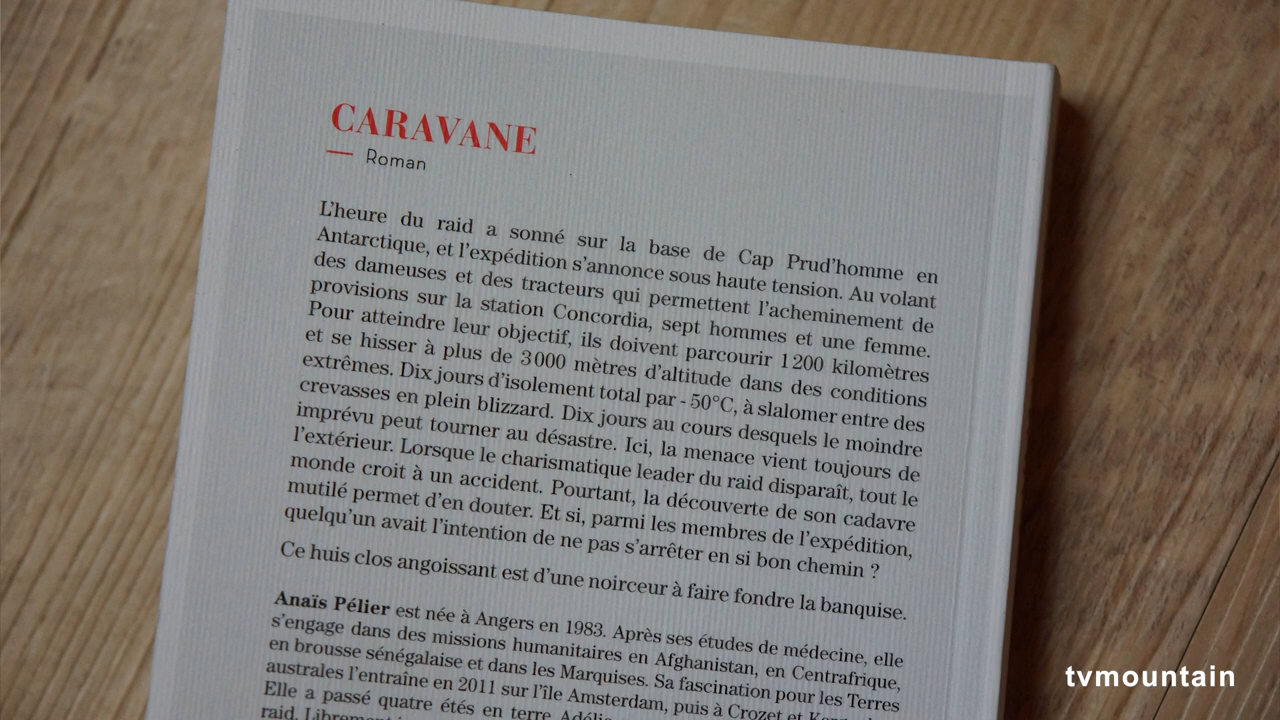 CARAVANE
Roman
L'heure du raid a sonné sur la base de Cap Prud'homme en
Antarctique, et l'expédition s'annonce sous haute tension. Au volant
des dameuses et des tracteurs qui permettent l'acheminement de
provisions sur la station Concordia, sept hommes et une femme.
Pour atteindre leur objectif, ils doivent parcourir 1200 kilomètres
et se hisser à plus de 3000 mètres d'altitude dans des conditions
extrêmes. Dix jours d'isolement total par - 50°C, à slalomer entre des
crevasses en plein blizzard. Dix jours au cours desquels le moindre
imprévu peut tourner au désastre. Ici, la menace vient toujours de
l'extérieur. Lorsque le charismatique leader du raid disparaît, tout le
monde croit à un accident. Pourtant, la découverte de son cadavre
mutilé permet d'en douter. Et si, parmi les membres de l'expédition,
quelqu'un avait l'intention de ne pas s'arrêter en si bon chemin ?
Ce huis clos angoissant est d'une noirceur à faire fondre la banquise.
Anaïs Pélier est née à Angers en 1983. Après ses études de médecine, elle
s'engage dans des missions humanitaires en Afghanistan, en Centrafrique,
en brousse sénégalaise et dans les Marquises. Sa fascination pour les Terres
australes l'entraîne en 2011 sur l'île Amsterdam, puis à Crozet et
Elle a passé quatre étés en terre Adélie
raid.
tvmountain